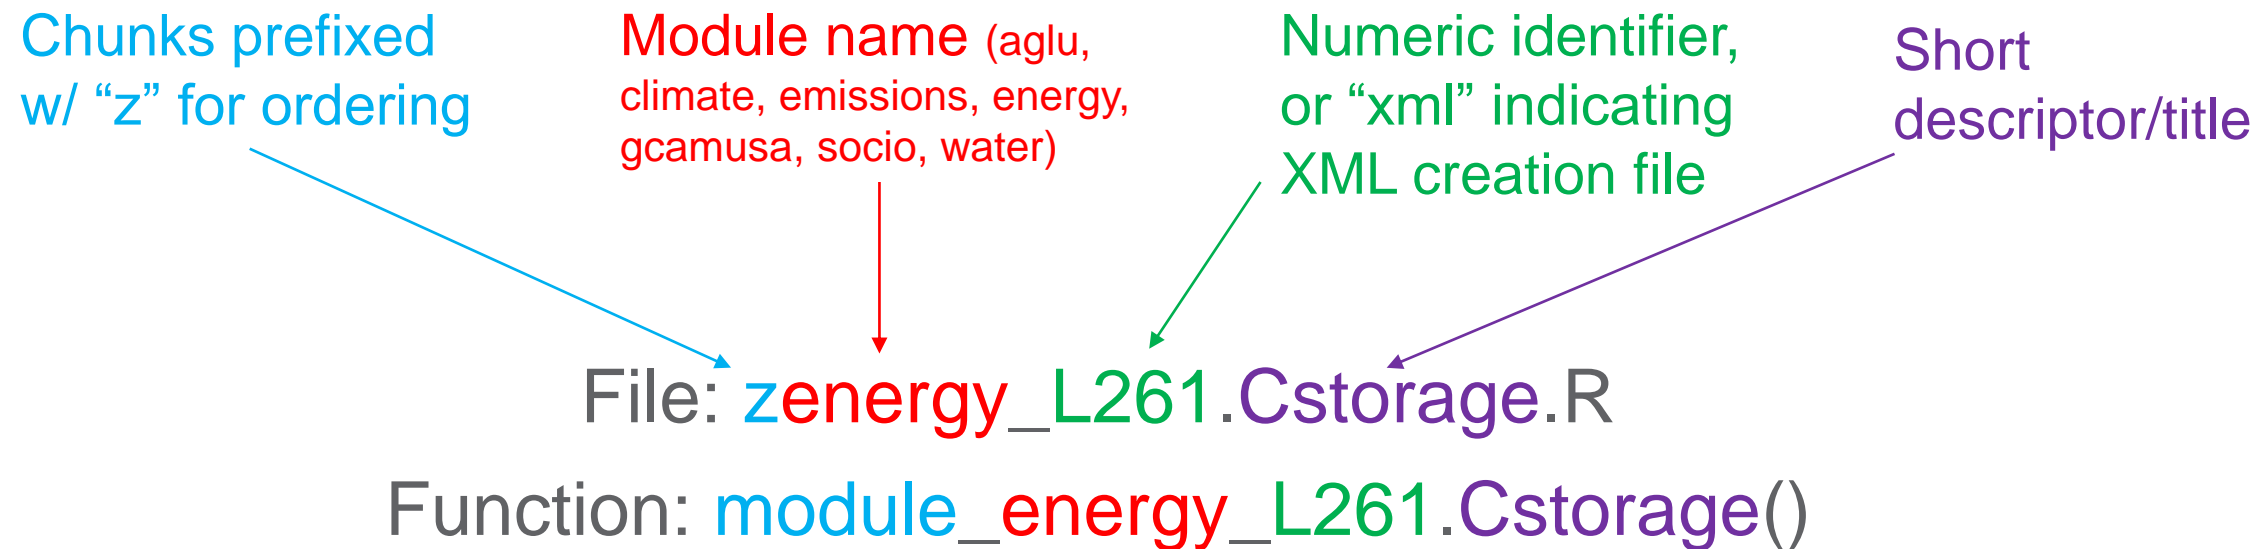 Chunks prefixed
w/ “z” for ordering
Module name (aglu,
climate, emissions, energy,
gcamusa, socio, water)
Numeric identifier,
or “xml” indicating
XML creation file
Short
descriptor/title
File: zenergy_L261.Cstorage.R
Function: module_energy_L261.Cstorage()